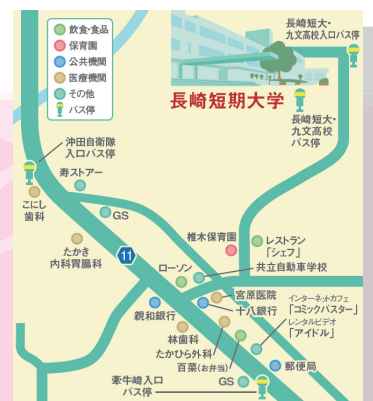 飲食・食品
保育園
公共機関
医療機関
その他
バス停
長崎短大・
九文高校入口バス停
長崎短期大学
長崎短大・
九文高校
バス停
沖田自衛隊
入口バス停
寿ストアー
こにし
歯科
GS
たかき
内科胃腸科
11
椎木保育園
レストラン
「シェフ」
ローソン
共立自動車学校
宮原医院
親和銀行
十八銀行
インターネットカフェ
「コミックバスター」
林歯科
レンタルビデオ
「アイドル」
たかひら外科
百菜(お弁当)
郵便局
牽牛崎入口
バス停
GS